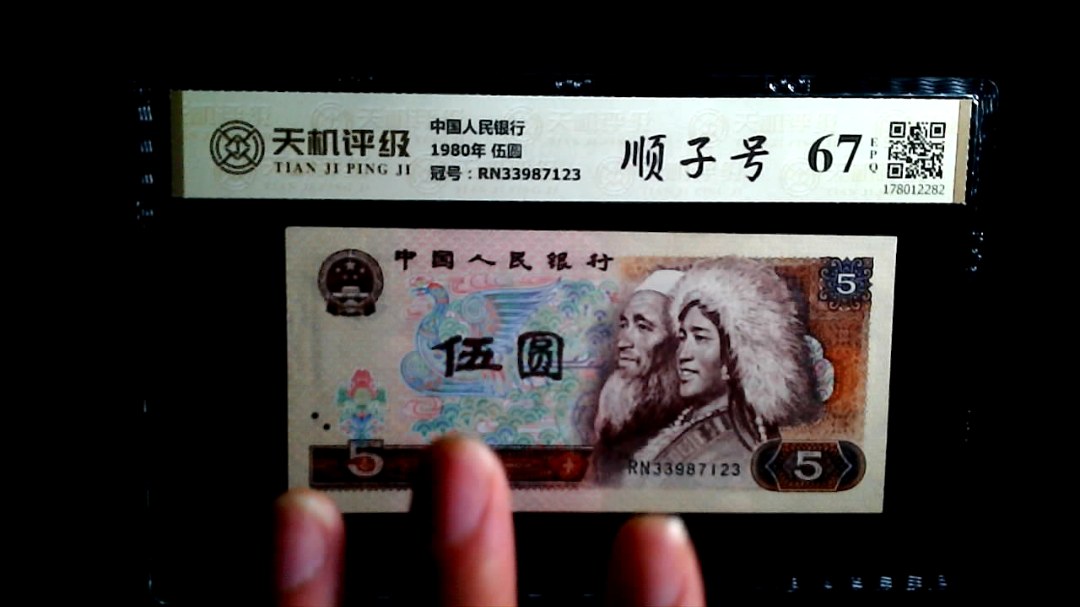 天机评级
TIAN JI PING JI
中国人民银行
1980年 伍圆
冠号：RN33987123
顺子号
67
EPQ
178012282
中国人民银行
5
伍圆
5
RN33987123
5